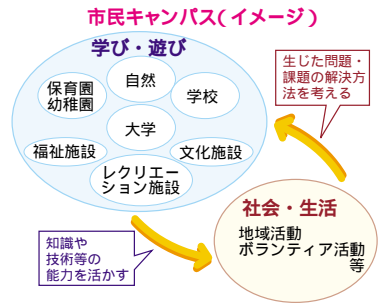 市民キャンパス(イメージ)
学び・遊び
自然
保育園
幼稚園
学校
大学
福祉施設
文化施設
レクリエー
ション施設
生じた問題・
課題の解決方
法を考える
社会・生活
地域活動
ボランティア活動
等
知識や
技術等の
能力を活かす